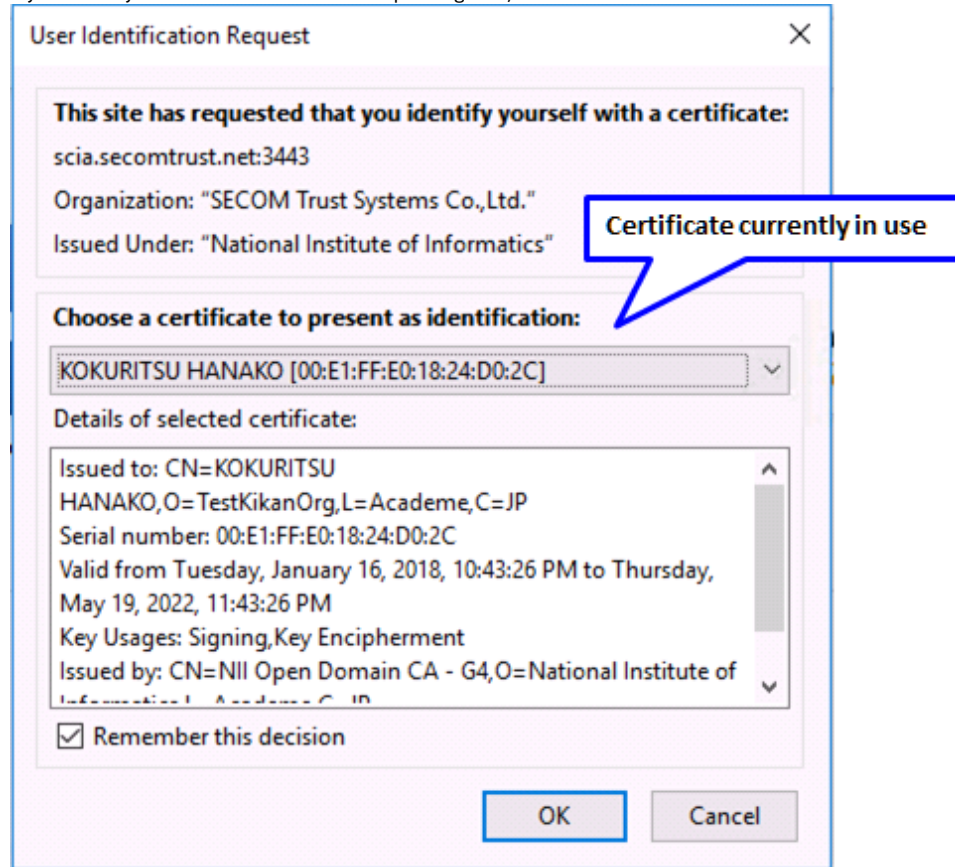 User Identification Request
This site has requested that you identify yourself with a certificate:
scia.secomtrust.net:3443
Organization: "SECOM Trust Systems Co.,Ltd."
Issued Under: "National Institute of Informatics"
Certificate currently in use
Choose a certificate to present as identification:
KOKURITSU HANAKO [00:E1:FF:E0:18:24:D0:2C]
Details of selected certificate:
Issued to: CN=KOKURITSU
HANAKO,O=TestKikanOrg,L=Academe,C=JP
Serial number: 00:E1:FF:E0:18:24:D0:2C
Valid from Tuesday, January 16, 2018, 10:43:26 PM to Thursday,
May 19, 2022, 11:43:26 PM
Key Usages: Signing,Key Encipherment
Issued by: CN=NII Open Domain CA - G4,O=National Institute of
Remember this decision
OK
Cancel